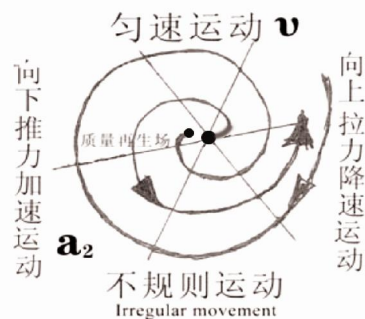 匀速运动 υ
向下推力加速运动
a₂
质量再生场
向上拉力降速运动
不规则运动
Irregular movement